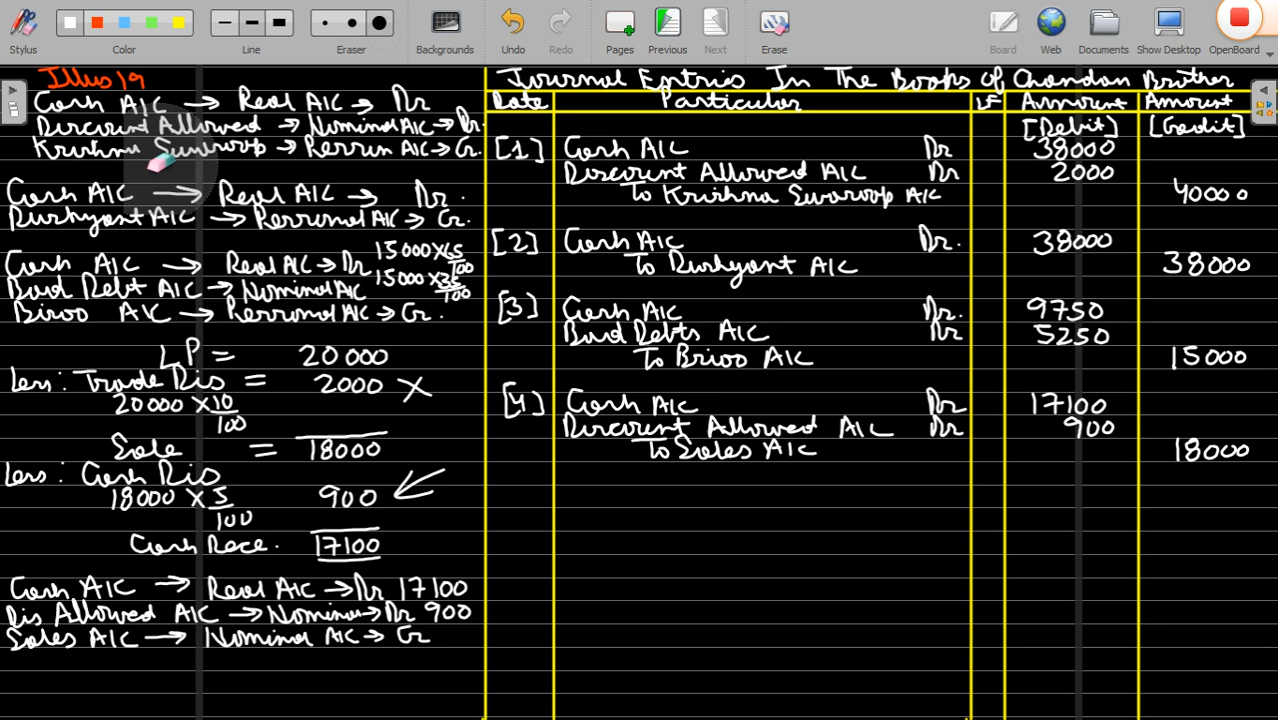 Stylus
Color
Line
Eraser
Backgrounds
Undo
Redo
Pages
Previous
Next
Erase
Board
Web
Documents
Show Desktop
OpenBoard
Illus 19
Cash A/C → Real A/C → Dr
Discount Allowed → Nominal A/C → Dr.
Krishna Swaroop → Person A/C → Cr.
Cash A/C → Real A/C → Dr.
Dushyant A/C → Personal A/C → Cr.
Cash A/C → Real A/C → Dr 15000 × 65/100
Bad Debt A/C → Nominal A/C 15000 × 35/100
Biroo A/C → Personal A/C → Cr.
LP = 20000
Less: Trade Dis = 2000 ×
20000 × 10/100
Sale = 18000
Less: Cash Dis
18000 × 5/100 900 ←
Cash Rece. 17100
Cash A/C → Real A/C → Dr 17100
Dis Allowed A/C → Nominal → Dr 900
Sales A/C → Nominal A/C → Cr
Journal Entries In The Books of Chandan Brother
Date Particular LF Amount Amount
[Debit] [Credit]
[1] Cash A/C Dr 38000
Discount Allowed A/C Dr 2000
To Krishna Swaroop A/C 40000
[2] Cash A/C Dr. 38000
To Dushyant A/C 38000
[3] Cash A/C Dr. 9750
Bad Debts A/C Dr 5250
To Brioo A/C 15000
[4] Cash A/C Dr 17100
Discount Allowed A/C Dr 900
To Sales A/C 18000